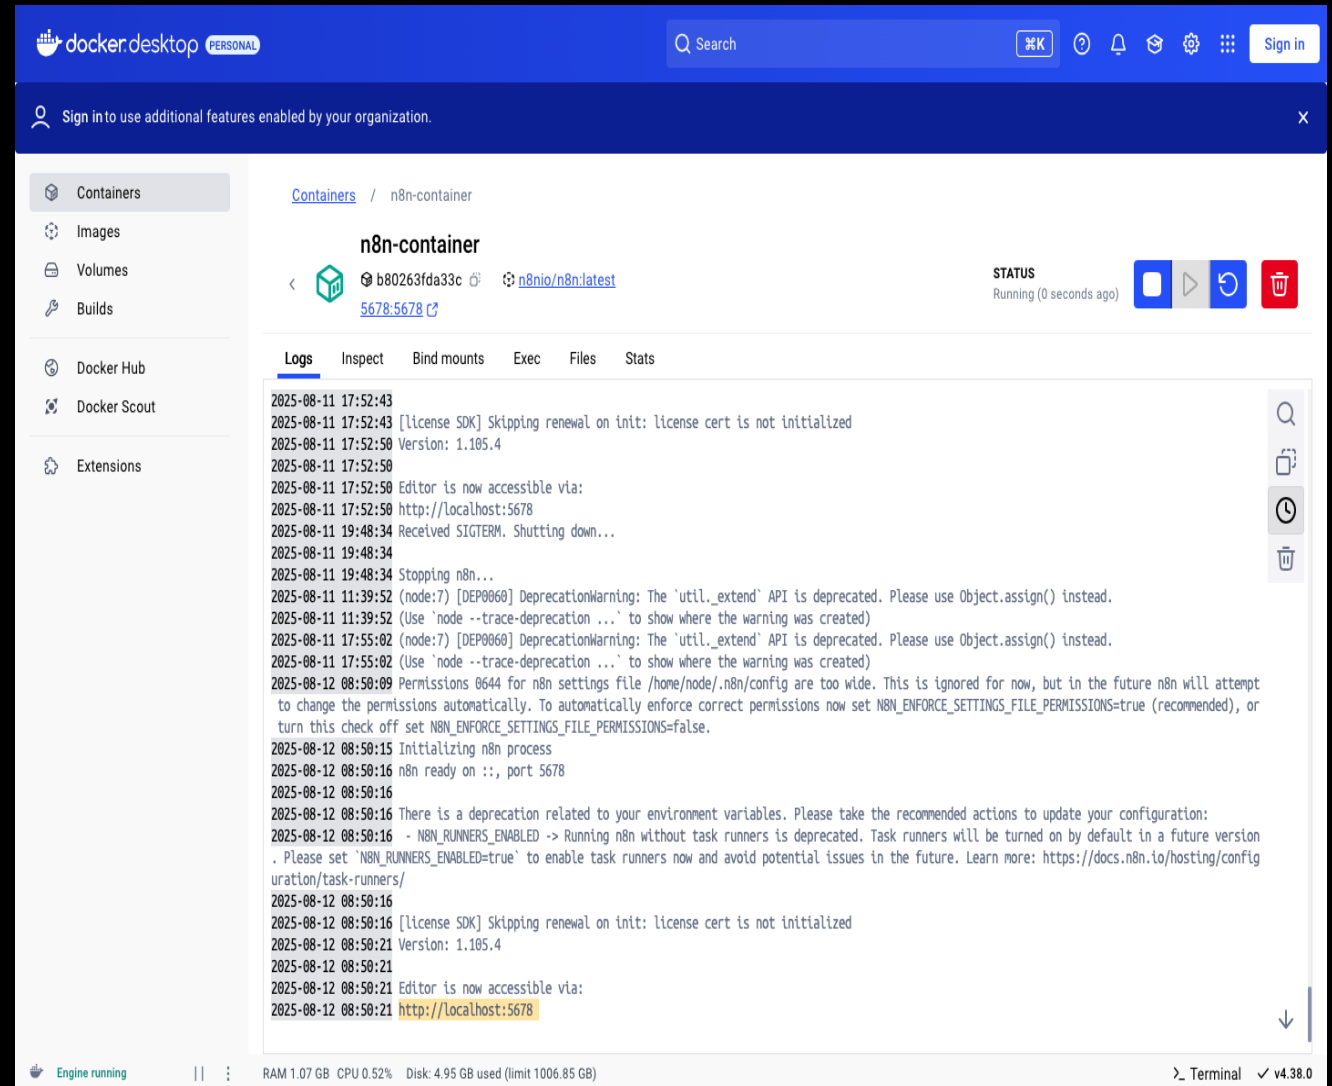 docker.desktop PERSONAL
Search
⌘K
Sign in
Sign in to use additional features enabled by your organization.
X
Containers
Images
Volumes
Builds
Docker Hub
Docker Scout
Extensions
Containers / n8n-container
n8n-container
b80263fda33c n8nio/n8n:latest
5678:5678
STATUS
Running (0 seconds ago)
Logs Inspect Bind mounts Exec Files Stats
2025-08-11 17:52:43
2025-08-11 17:52:43 [license SDK] Skipping renewal on init: license cert is not initialized
2025-08-11 17:52:50 Version: 1.105.4
2025-08-11 17:52:50
2025-08-11 17:52:50 Editor is now accessible via:
2025-08-11 17:52:50 http://localhost:5678
2025-08-11 19:48:34 Received SIGTERM. Shutting down...
2025-08-11 19:48:34
2025-08-11 19:48:34 Stopping n8n...
2025-08-11 11:39:52 (node:7) [DEP0060] DeprecationWarning: The `util._extend` API is deprecated. Please use Object.assign() instead.
2025-08-11 11:39:52 (Use `node --trace-deprecation ...` to show where the warning was created)
2025-08-11 17:55:02 (node:7) [DEP0060] DeprecationWarning: The `util._extend` API is deprecated. Please use Object.assign() instead.
2025-08-11 17:55:02 (Use `node --trace-deprecation ...` to show where the warning was created)
2025-08-12 08:50:09 Permissions 0644 for n8n settings file /home/node/.n8n/config are too wide. This is ignored for now, but in the future n8n will attempt
to change the permissions automatically. To automatically enforce correct permissions now set N8N_ENFORCE_SETTINGS_FILE_PERMISSIONS=true (recommended), or
turn this check off set N8N_ENFORCE_SETTINGS_FILE_PERMISSIONS=false.
2025-08-12 08:50:15 Initializing n8n process
2025-08-12 08:50:16 n8n ready on ::, port 5678
2025-08-12 08:50:16
2025-08-12 08:50:16 There is a deprecation related to your environment variables. Please take the recommended actions to update your configuration:
2025-08-12 08:50:16 - N8N_RUNNERS_ENABLED -> Running n8n without task runners is deprecated. Task runners will be turned on by default in a future version
. Please set `N8N_RUNNERS_ENABLED=true` to enable task runners now and avoid potential issues in the future. Learn more: https://docs.n8n.io/hosting/config
uration/task-runners/
2025-08-12 08:50:16
2025-08-12 08:50:16 [license SDK] Skipping renewal on init: license cert is not initialized
2025-08-12 08:50:21 Version: 1.105.4
2025-08-12 08:50:21
2025-08-12 08:50:21 Editor is now accessible via:
2025-08-12 08:50:21 http://localhost:5678
Engine running
RAM 1.07 GB CPU 0.52% Disk: 4.95 GB used (limit 1006.85 GB)
Terminal
v4.38.0